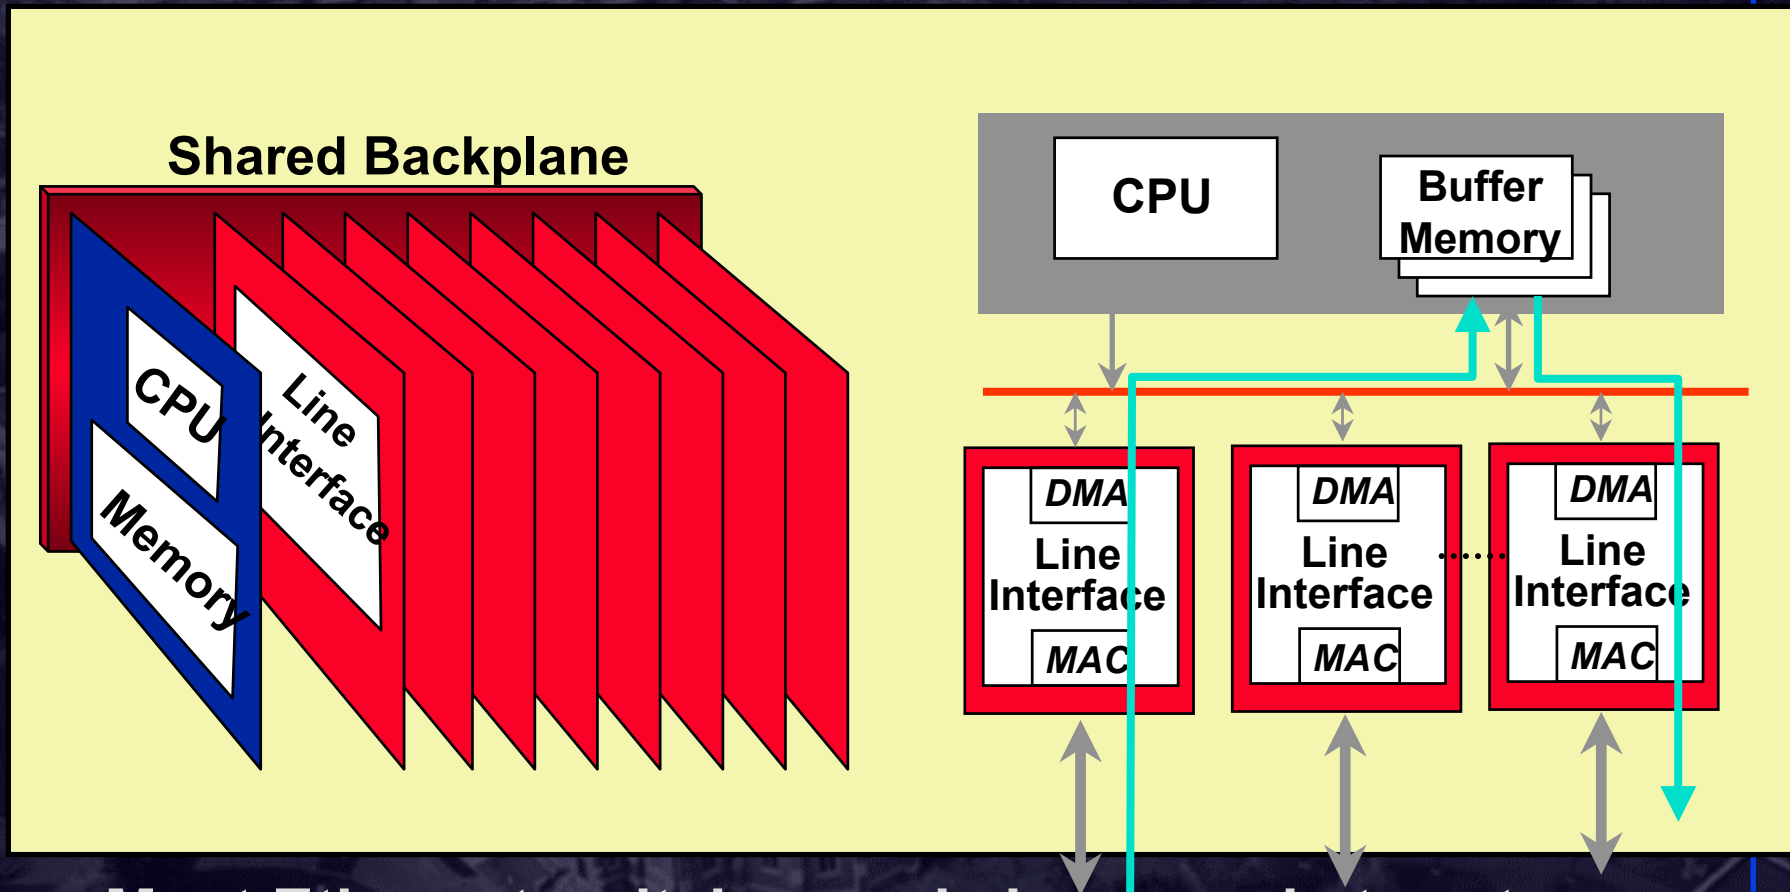 Shared Backplane
CPU
Memory
Line
Interface
CPU
Buffer
Memory
DMA
Line
Interface
MAC
DMA
Line
Interface
MAC
DMA
Line
Interface
MAC